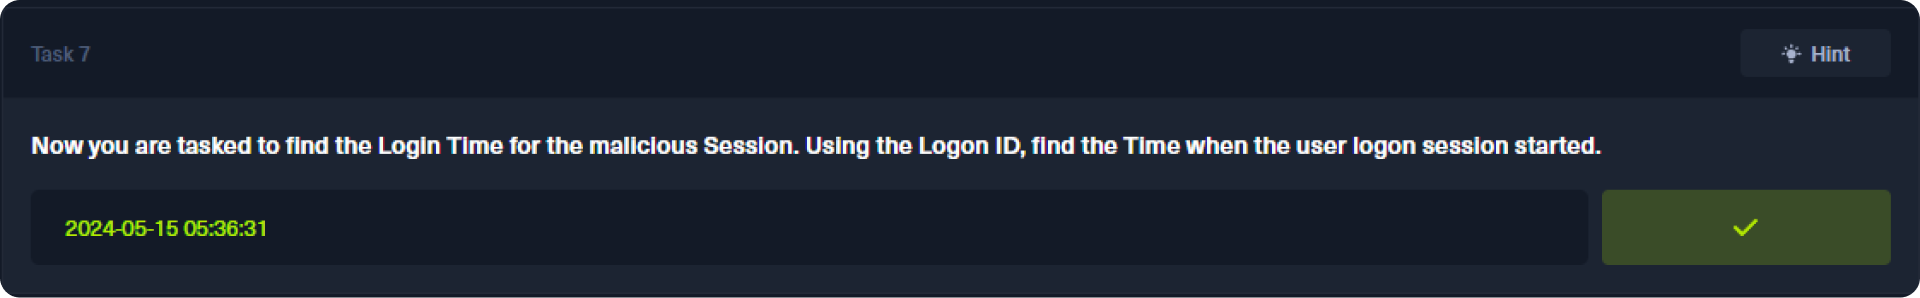 Task 7
Hint
Now you are tasked to find the Login Time for the malicious Session. Using the Logon ID, find the Time when the user logon session started.
2024-05-15 05:36:31